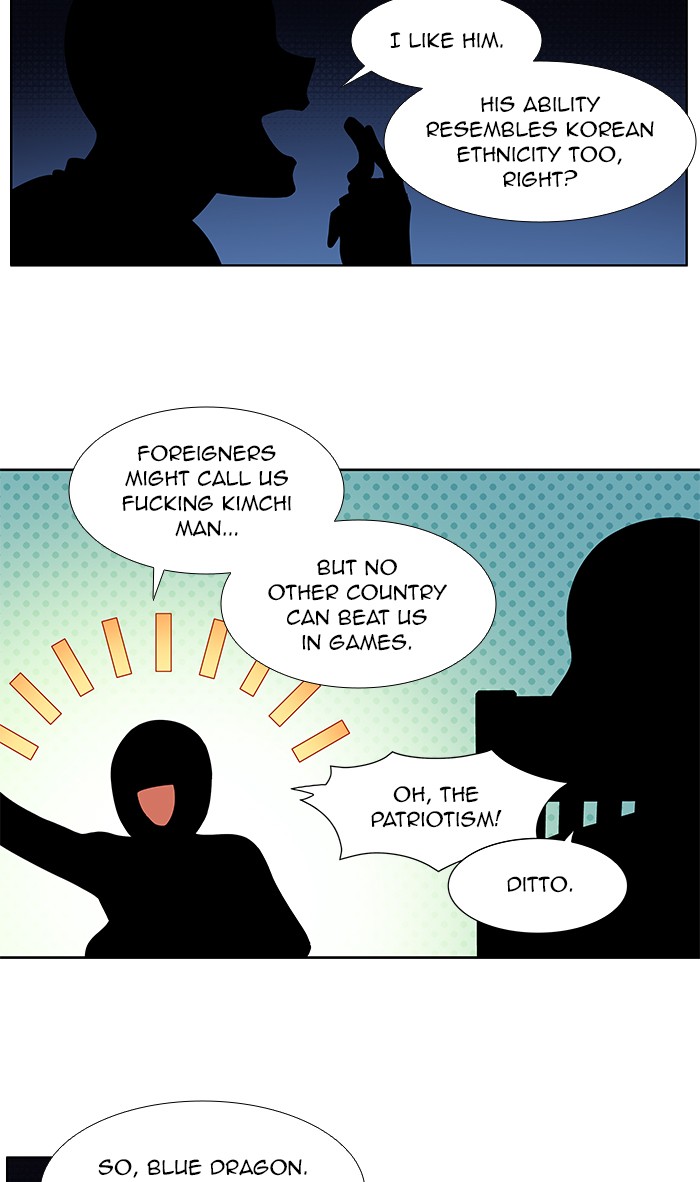 I LIKE HIM.
HIS ABILITY
RESEMBLES KOREAN
ETHNICITY TOO,
RIGHT?
FOREIGNERS
MIGHT CALL US
FUCKING KIMCHI
MAN...
BUT NO
OTHER COUNTRY
CAN BEAT US
IN GAMES.
OH, THE
PATRIOTISM!
DITTO.
SO, BLUE DRAGON.